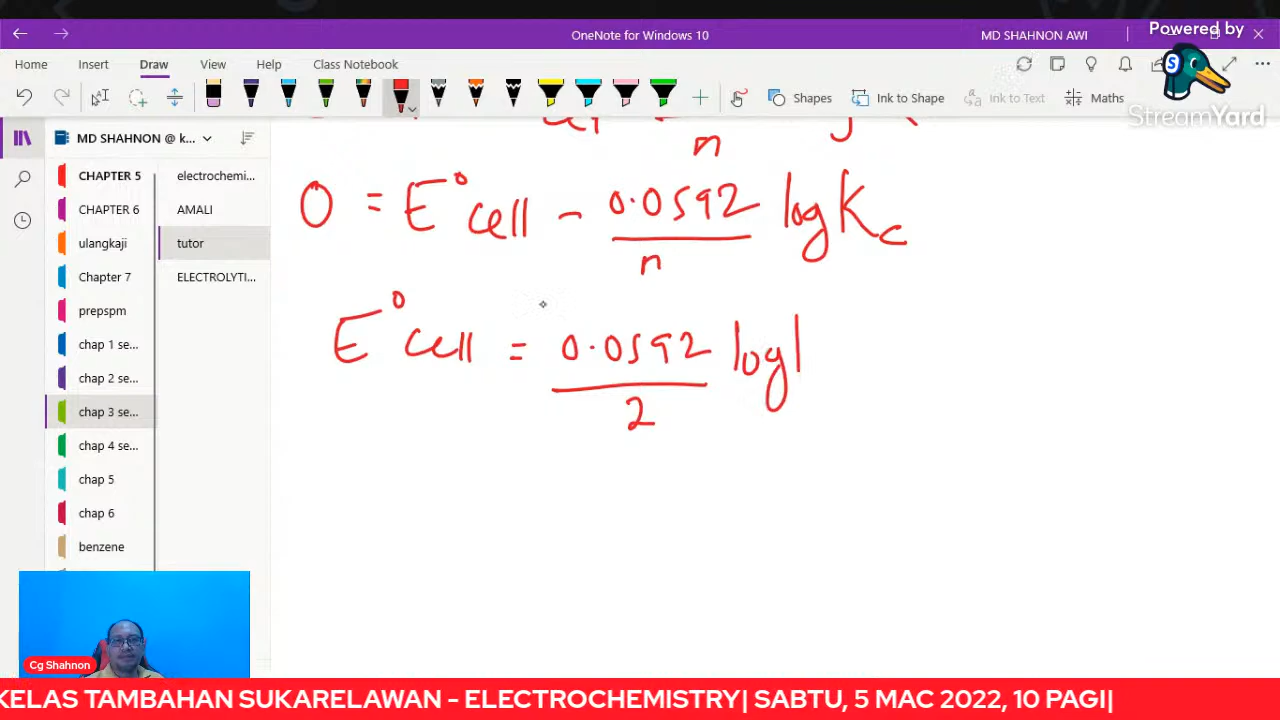 Powered by
OneNote for Windows 10
MD SHAHNON AWI
StreamYard
Home Insert Draw View Help Class Notebook
Shapes Ink to Shape Ink to Text Maths
MD SHAHNON @ k...
CHAPTER 5
CHAPTER 6
ulangkaji
Chapter 7
prepspm
chap 1 se...
chap 2 se...
chap 3 se...
chap 4 se...
chap 5
chap 6
benzene
electrochemi...
AMALI
tutor
ELECTROLYTI...
n
0 = E° cell - 0.0592 / n log Kc
E° cell = 0.0592 / 2 log
Cg Shahnon
KELAS TAMBAHAN SUKARELAWAN - ELECTROCHEMISTRY| SABTU, 5 MAC 2022, 10 PAGI|